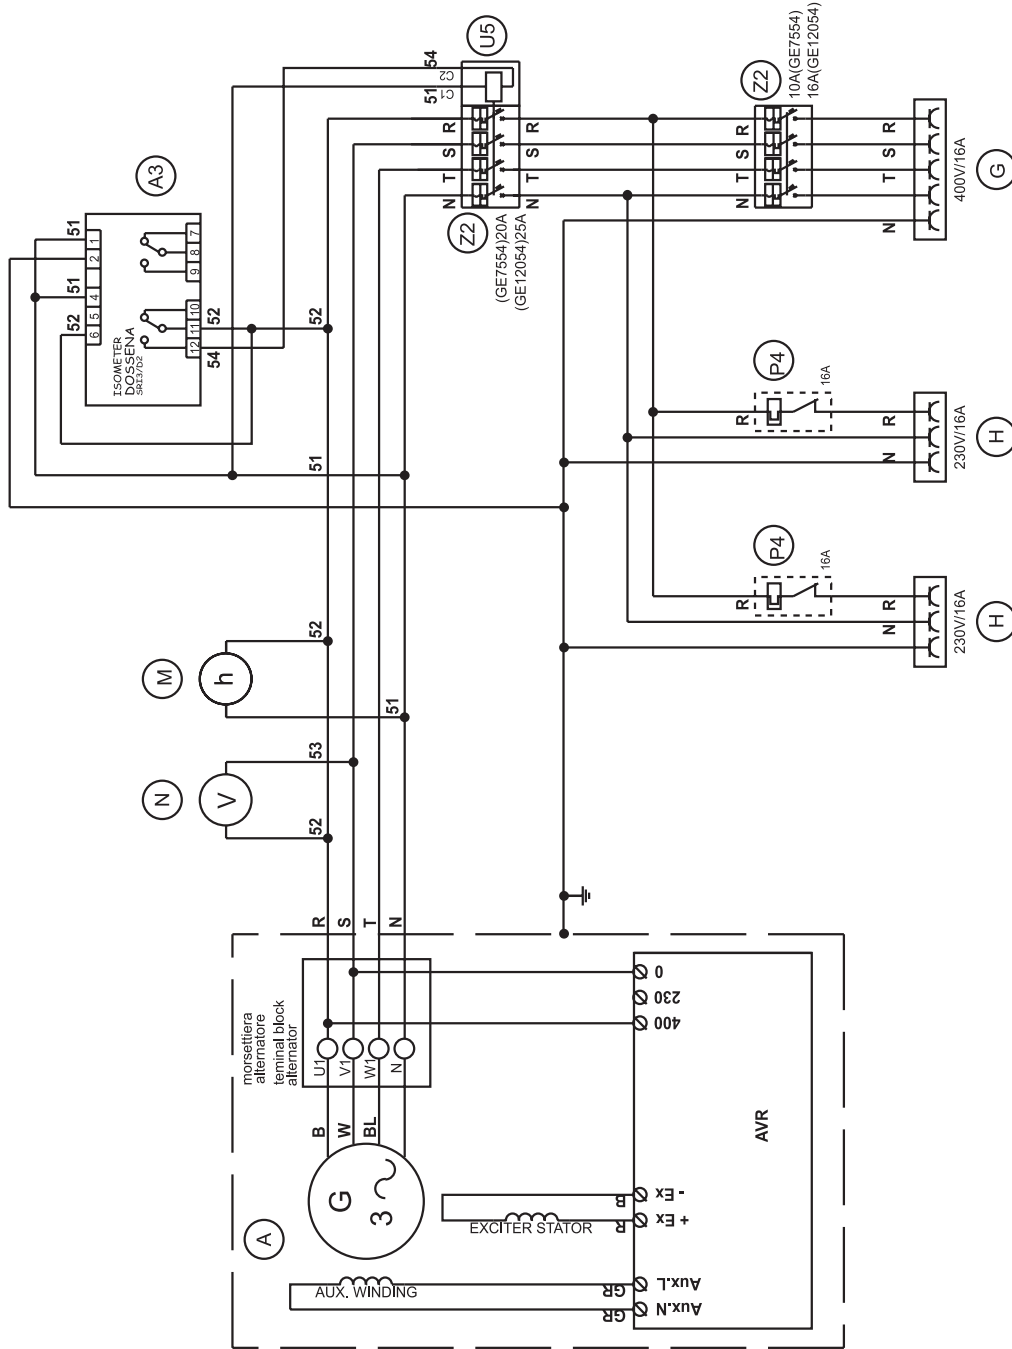 U5
54
C2
51
C1
R
S
T
N
R
S
T
N
Z2
(GE7554)20A
(GE12054)25A
Z2
10A(GE7554)
16A(GE12054)
R
S
T
N
R
S
T
N
400V/16A
G
A3
51
51
52
1
2
4
5
6
7
8
9
10
11
12
ISOMETER
DOSSENA
SRI3/D2
52
54
52
51
P4
16A
R
R
N
230V/16A
H
P4
16A
R
R
N
230V/16A
H
M
h
52
51
N
V
53
52
R
S
T
N
morsettiera
alternatore
teminal block
alternator
U1
V1
W1
N
B
W
BL
G
3
A
0
230
400
AVR
- Ex
+ Ex
B
R
EXCITER STATOR
Aux.L
Aux.N
GR
GR
AUX. WINDING